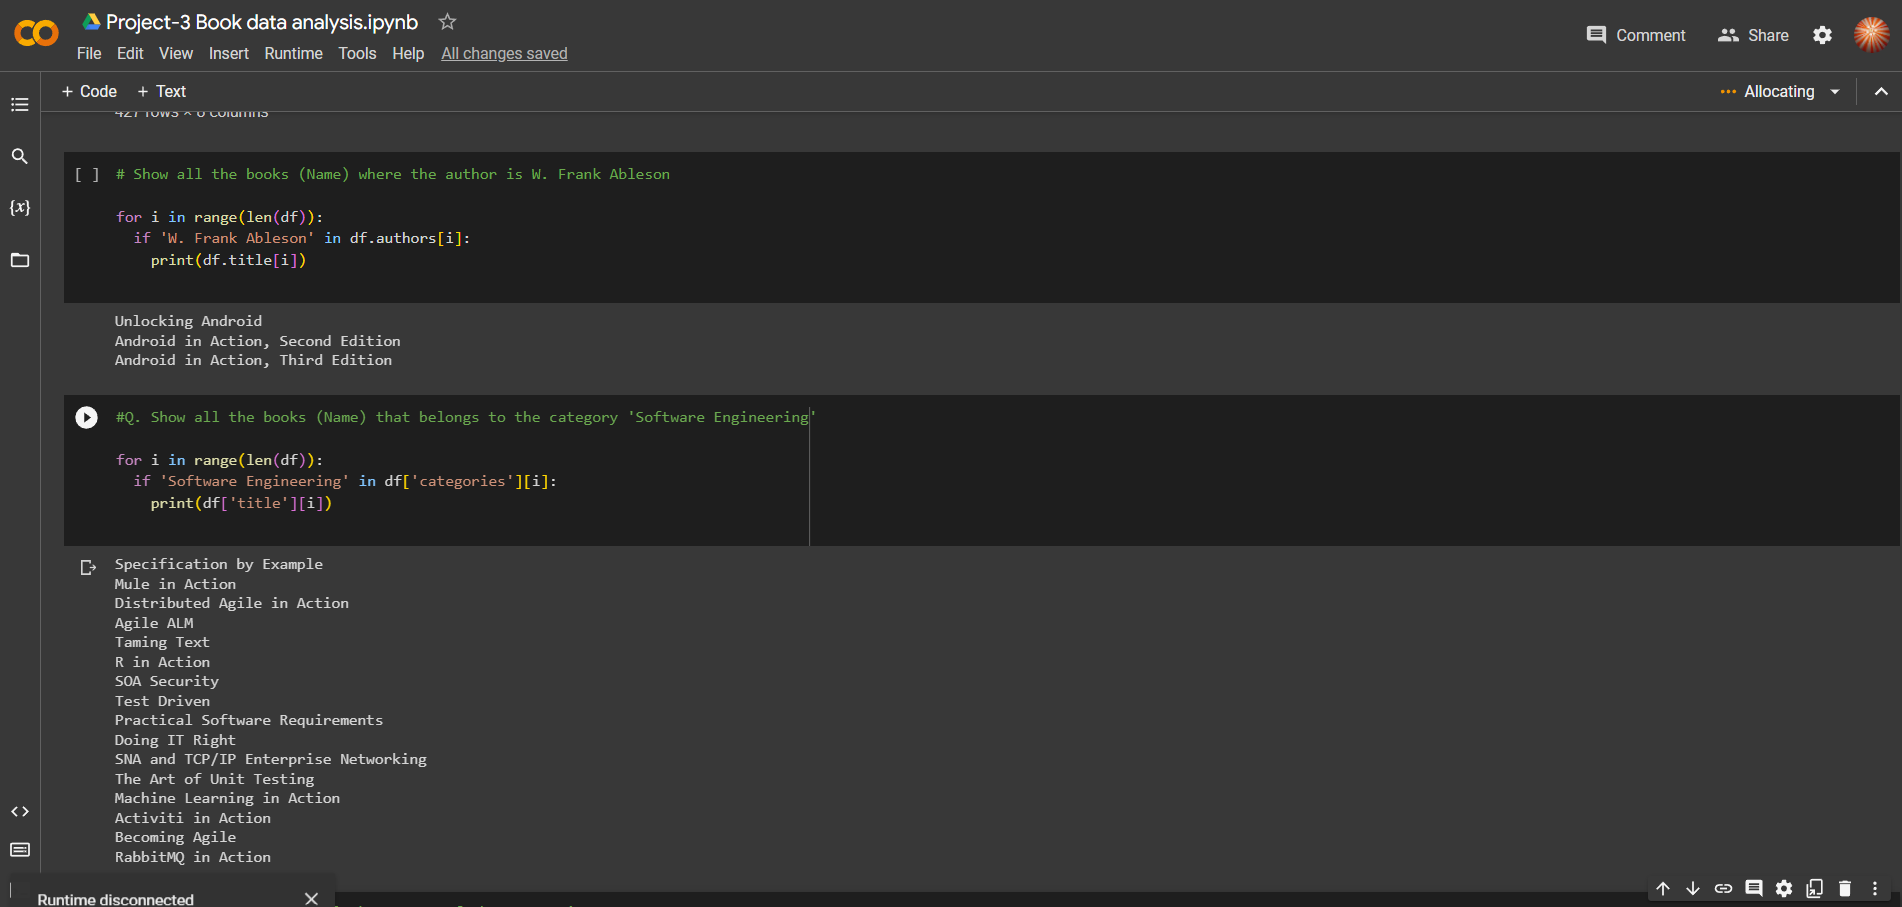 Project-3 Book data analysis.ipynb
File Edit View Insert Runtime Tools Help All changes saved
Comment Share
+ Code + Text
Allocating
427 rows × 6 columns
[ ] # Show all the books (Name) where the author is W. Frank Ableson
for i in range(len(df)):
if 'W. Frank Ableson' in df.authors[i]:
print(df.title[i])
Unlocking Android
Android in Action, Second Edition
Android in Action, Third Edition
#Q. Show all the books (Name) that belongs to the category 'Software Engineering'
for i in range(len(df)):
if 'Software Engineering' in df['categories'][i]:
print(df['title'][i])
Specification by Example
Mule in Action
Distributed Agile in Action
Agile ALM
Taming Text
R in Action
SOA Security
Test Driven
Practical Software Requirements
Doing IT Right
SNA and TCP/IP Enterprise Networking
The Art of Unit Testing
Machine Learning in Action
Activiti in Action
Becoming Agile
RabbitMQ in Action
Runtime disconnected